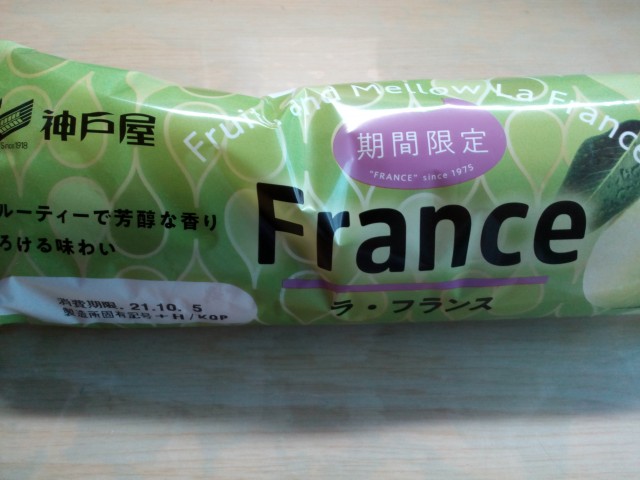 Fruity and Mellow La France
神戸屋
Since 1918
期間限定
"FRANCE" since 1975
France
ルーティーで芳醇な香り
ろける味わい
ラ・フランス
消費期限. 21.10. 5
製造所固有記号 + H / KQP